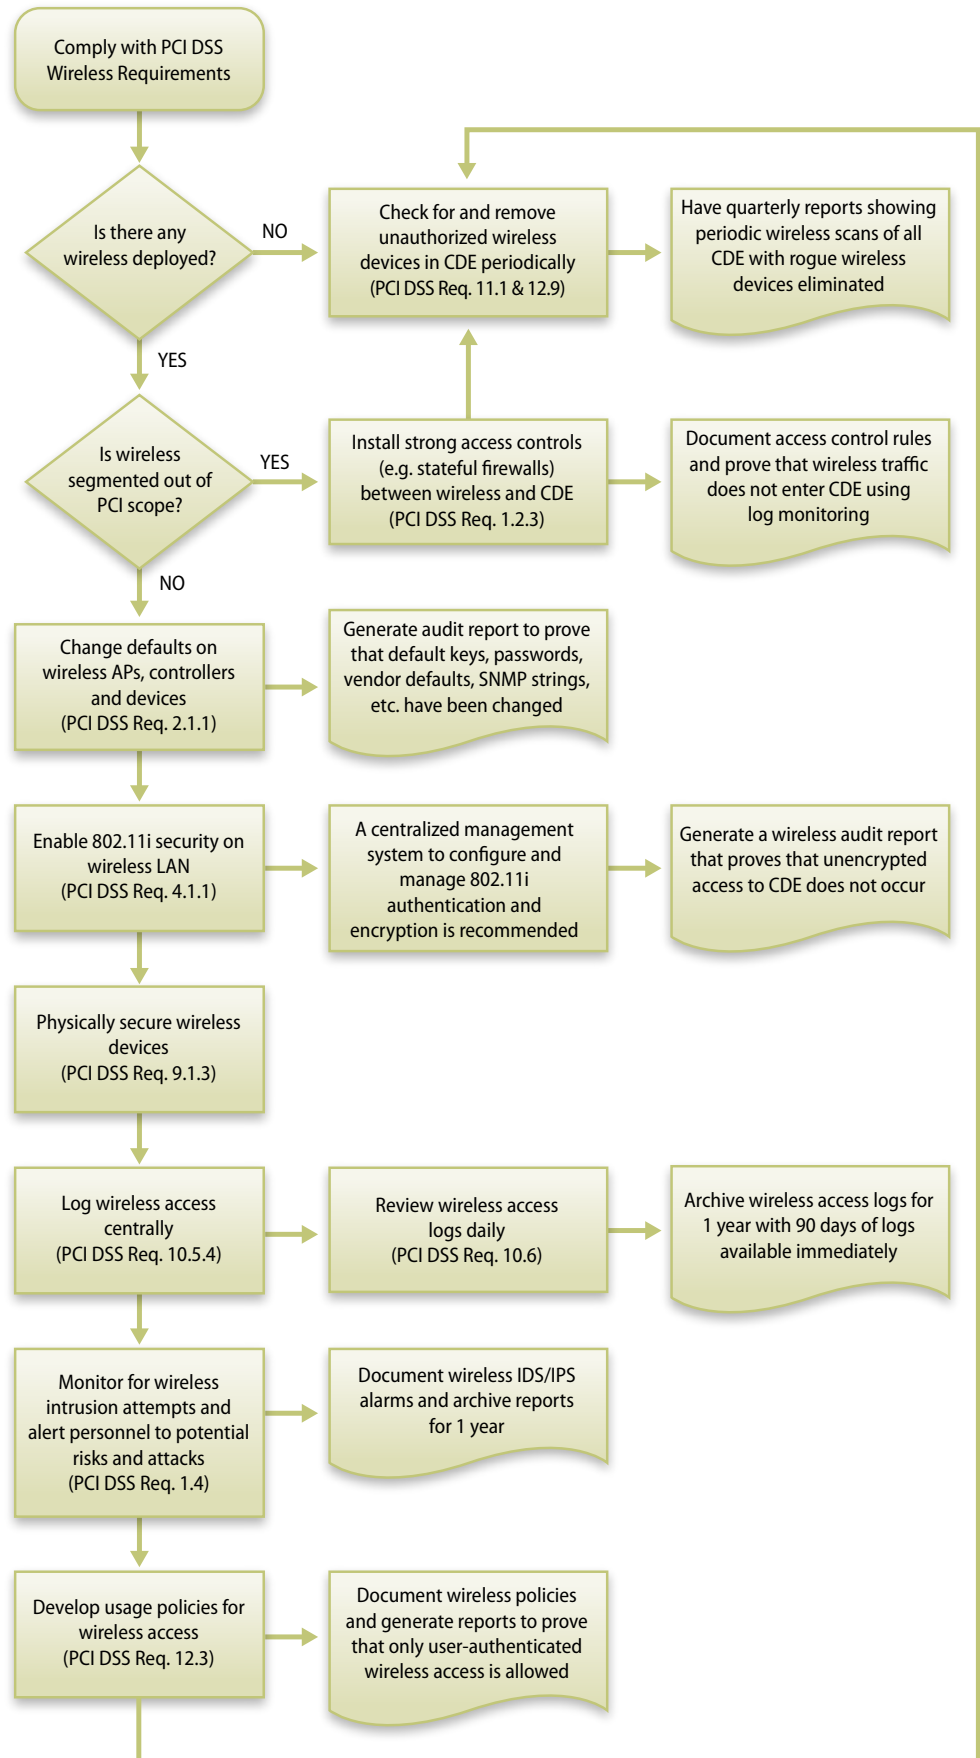 Comply with PCI DSS
Wireless Requirements
Is there any
wireless deployed?
NO
Check for and remove
unauthorized wireless
devices in CDE periodically
(PCI DSS Req. 11.1 & 12.9)
Have quarterly reports showing
periodic wireless scans of all
CDE with rogue wireless
devices eliminated
YES
Is wireless
segmented out of
PCI scope?
YES
Install strong access controls
(e.g. stateful firewalls)
between wireless and CDE
(PCI DSS Req. 1.2.3)
Document access control rules
and prove that wireless traffic
does not enter CDE using
log monitoring
NO
Change defaults on
wireless APs, controllers
and devices
(PCI DSS Req. 2.1.1)
Generate audit report to prove
that default keys, passwords,
vendor defaults, SNMP strings,
etc. have been changed
Enable 802.11i security on
wireless LAN
(PCI DSS Req. 4.1.1)
A centralized management
system to configure and
manage 802.11i
authentication and
encryption is recommended
Generate a wireless audit report
that proves that unencrypted
access to CDE does not occur
Physically secure wireless
devices
(PCI DSS Req. 9.1.3)
Log wireless access
centrally
(PCI DSS Req. 10.5.4)
Review wireless access
logs daily
(PCI DSS Req. 10.6)
Archive wireless access logs for
1 year with 90 days of logs
available immediately
Monitor for wireless
intrusion attempts and
alert personnel to potential
risks and attacks
(PCI DSS Req. 1.4)
Document wireless IDS/IPS
alarms and archive reports
for 1 year
Develop usage policies for
wireless access
(PCI DSS Req. 12.3)
Document wireless policies
and generate reports to prove
that only user-authenticated
wireless access is allowed